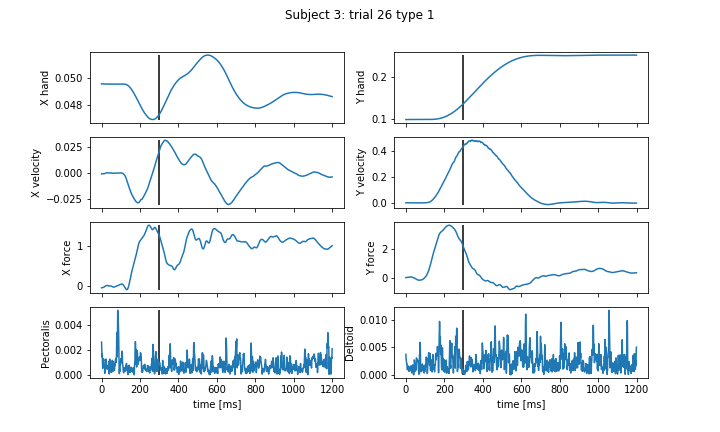 Subject 3: trial 26 type 1
X hand
0.050
0.048
Y hand
0.2
0.1
X velocity
0.025
0.000
−0.025
Y velocity
0.4
0.2
0.0
X force
1
0
Y force
2
0
Pectoralis
0.004
0.002
0.000
Deltoid
0.010
0.005
0.000
0 200 400 600 800 1000 1200
0 200 400 600 800 1000 1200
time [ms]
time [ms]